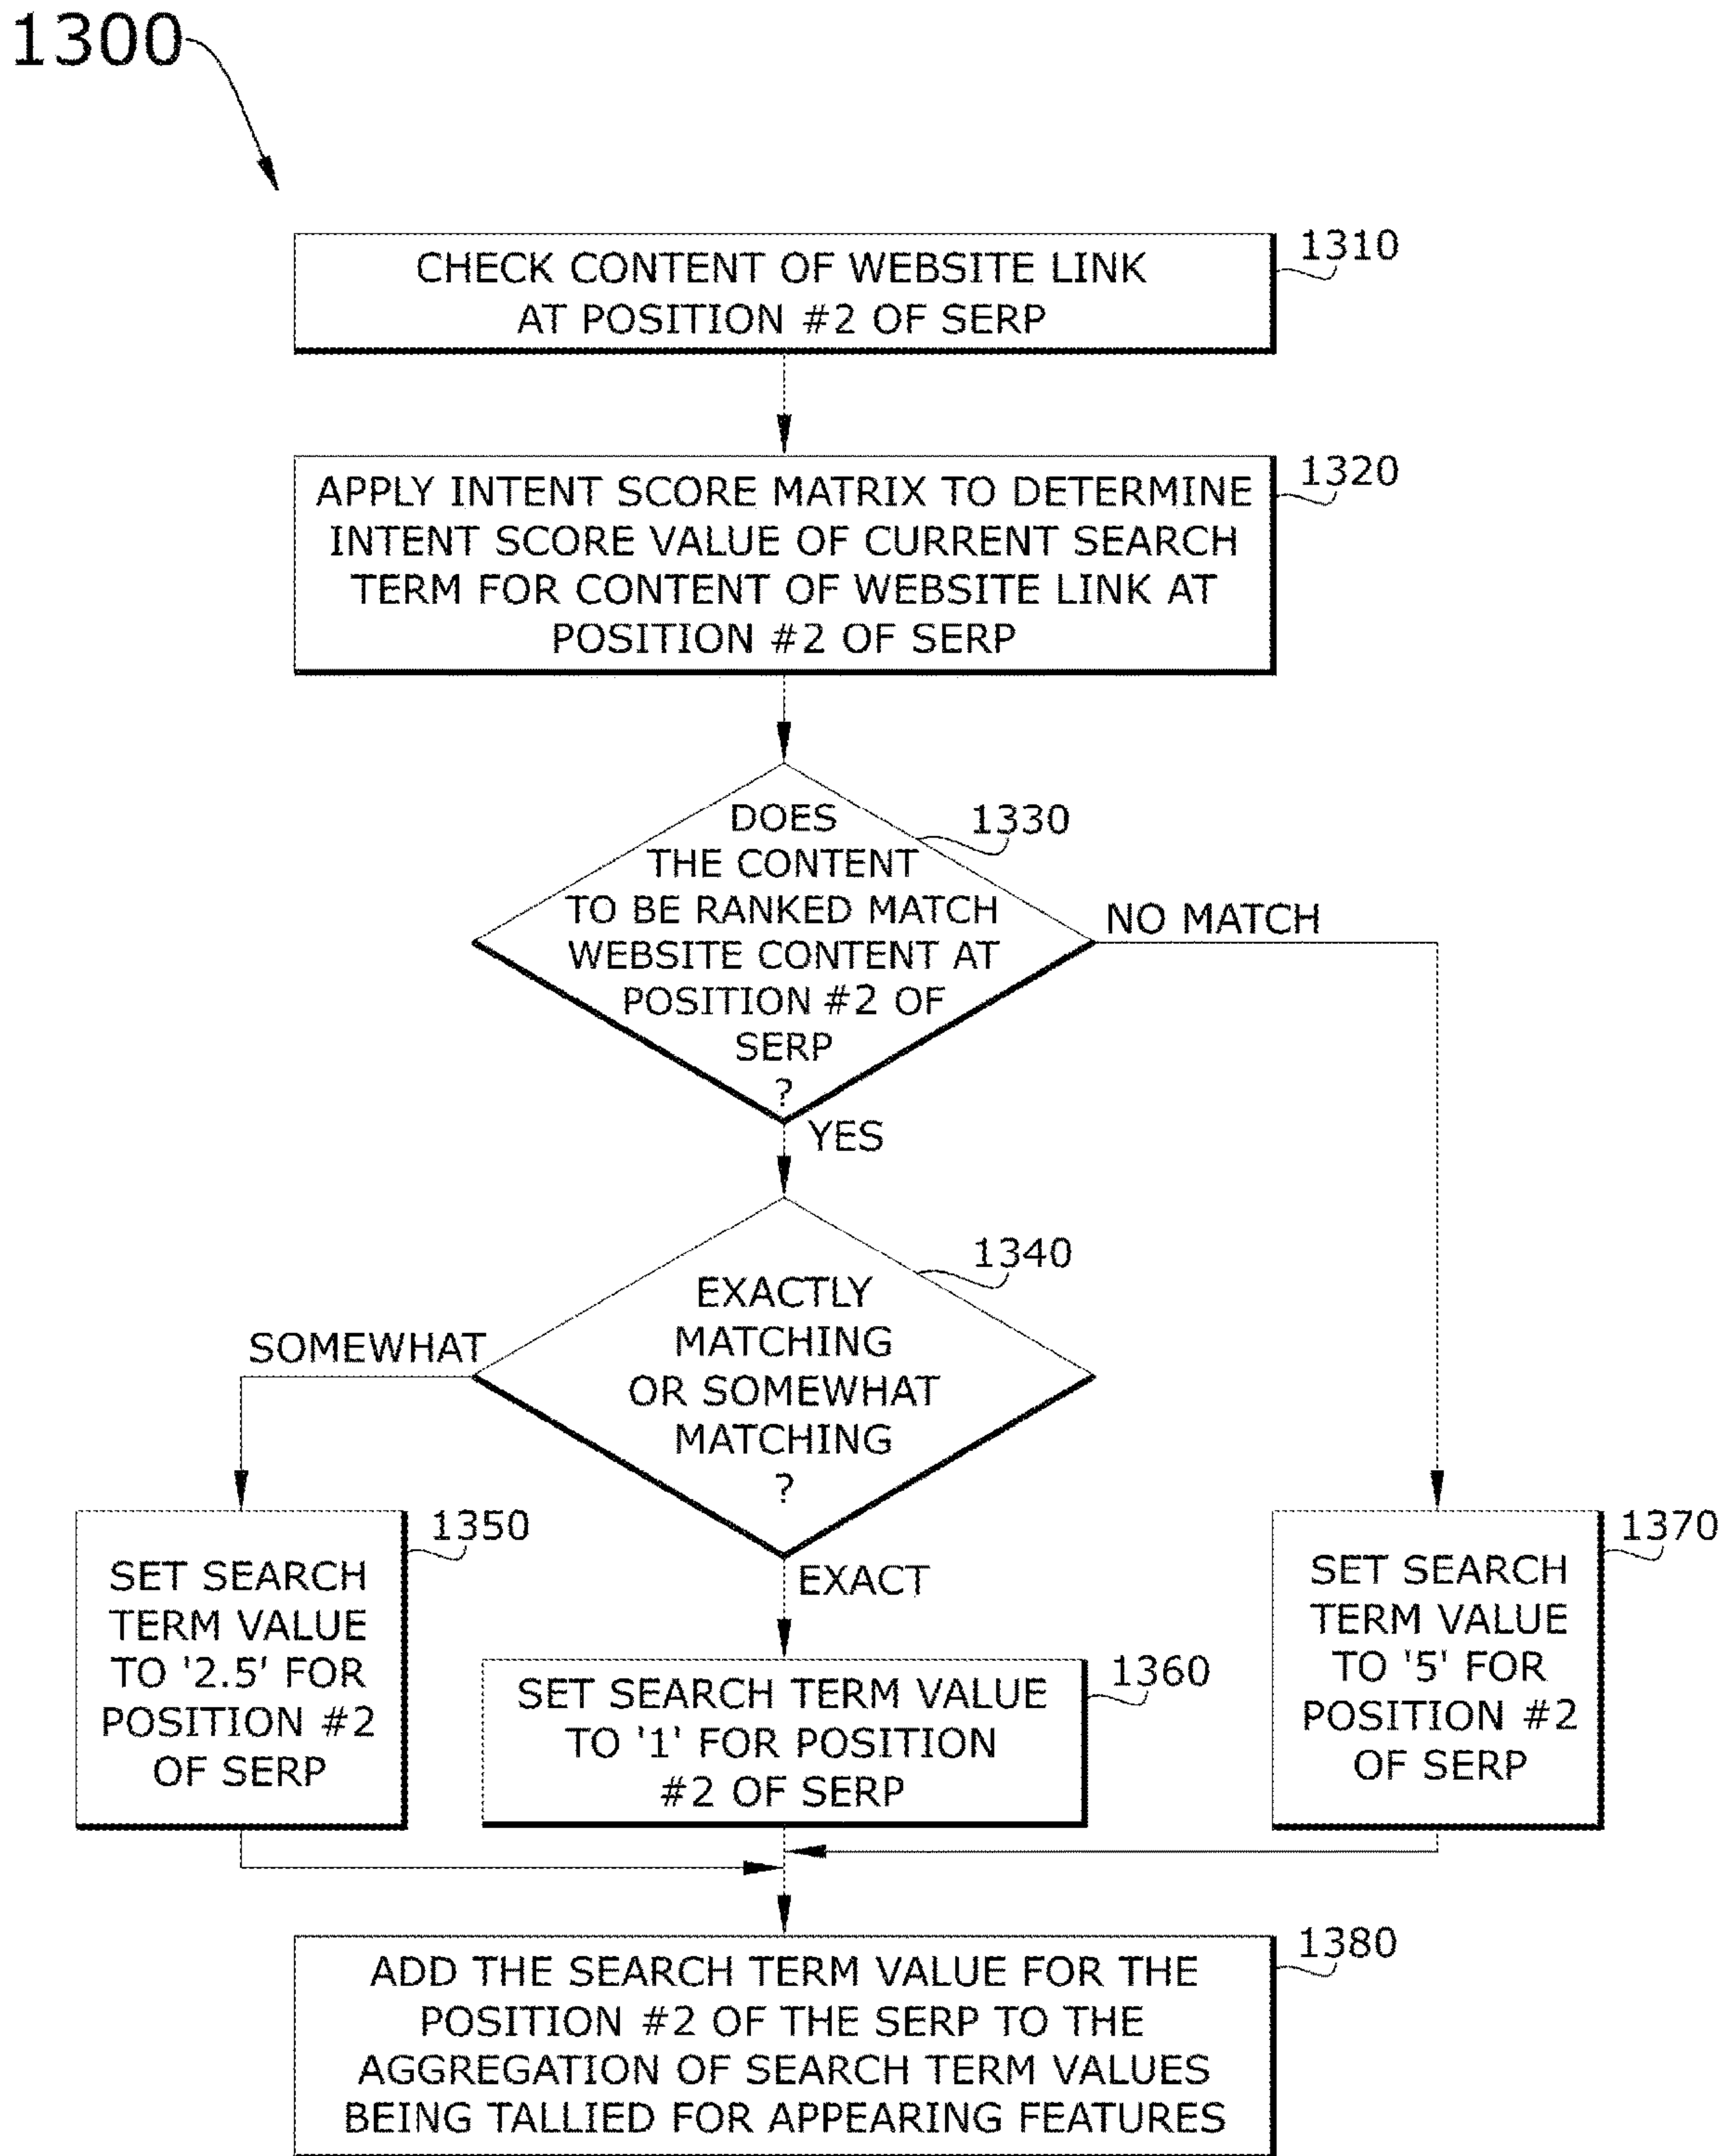 1300
CHECK CONTENT OF WEBSITE LINK
AT POSITION #2 OF SERP
1310
APPLY INTENT SCORE MATRIX TO DETERMINE
INTENT SCORE VALUE OF CURRENT SEARCH
TERM FOR CONTENT OF WEBSITE LINK AT
POSITION #2 OF SERP
1320
DOES
THE CONTENT
TO BE RANKED MATCH
WEBSITE CONTENT AT
POSITION #2 OF
SERP
?
1330
NO MATCH
YES
EXACTLY
MATCHING
OR SOMEWHAT
MATCHING
?
1340
SOMEWHAT
EXACT
SET SEARCH
TERM VALUE
TO '2.5' FOR
POSITION #2
OF SERP
1350
SET SEARCH TERM VALUE
TO '1' FOR POSITION
#2 OF SERP
1360
SET SEARCH
TERM VALUE
TO '5' FOR
POSITION #2
OF SERP
1370
ADD THE SEARCH TERM VALUE FOR THE
POSITION #2 OF THE SERP TO THE
AGGREGATION OF SEARCH TERM VALUES
BEING TALLIED FOR APPEARING FEATURES
1380